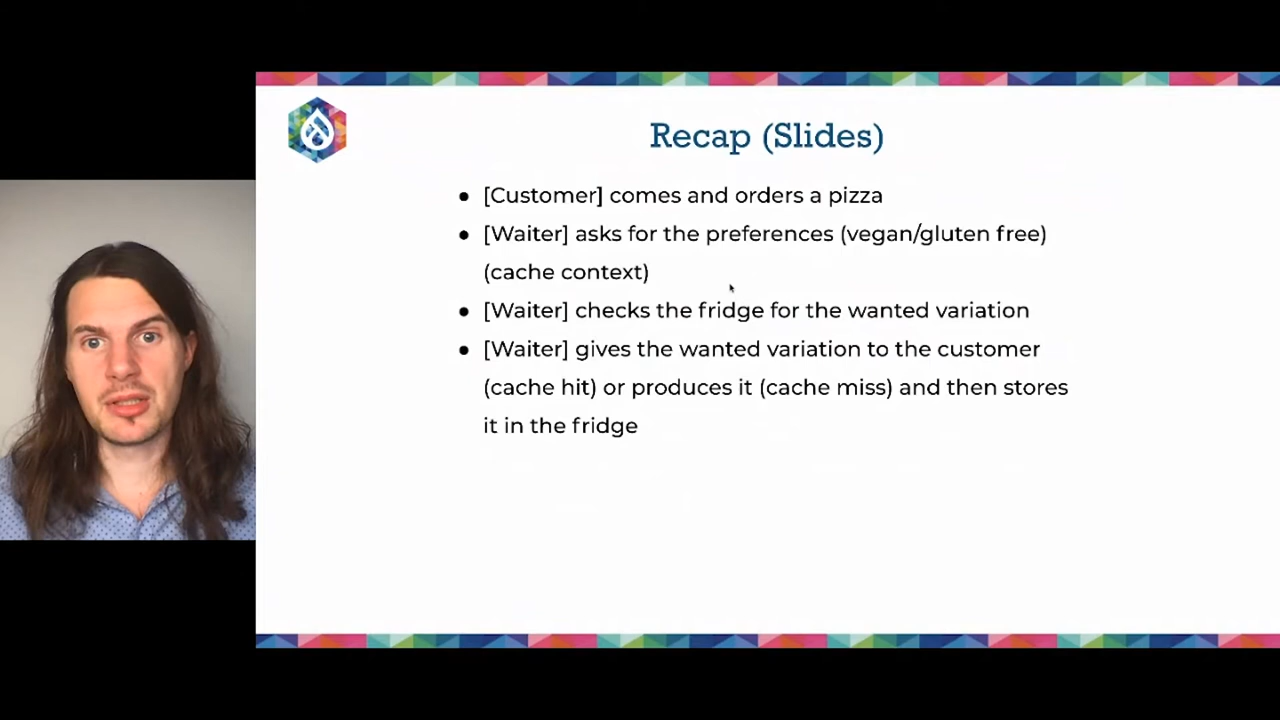 Recap (Slides)
• [Customer] comes and orders a pizza
• [Waiter] asks for the preferences (vegan/gluten free)
(cache context)
• [Waiter] checks the fridge for the wanted variation
• [Waiter] gives the wanted variation to the customer
(cache hit) or produces it (cache miss) and then stores
it in the fridge